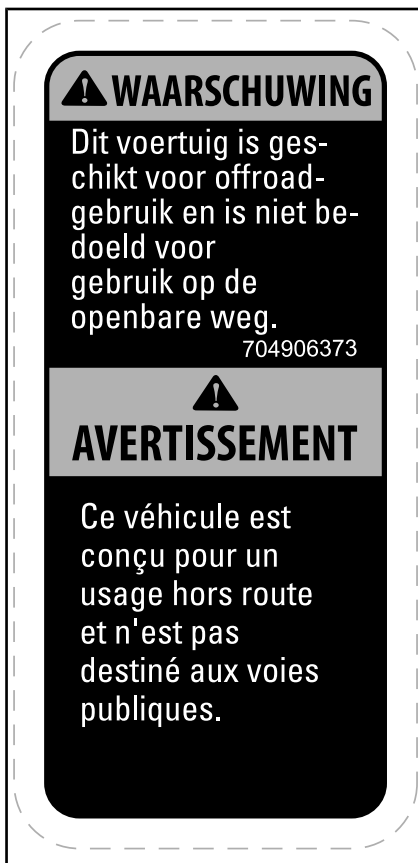 WAARSCHUWING
Dit voertuig is ges-
chikt voor offroad-
gebruik en is niet be-
doeld voor
gebruik op de
openbare weg.
704906373
AVERTISSEMENT
Ce véhicule est
conçu pour un
usage hors route
et n'est pas
destiné aux voies
publiques.